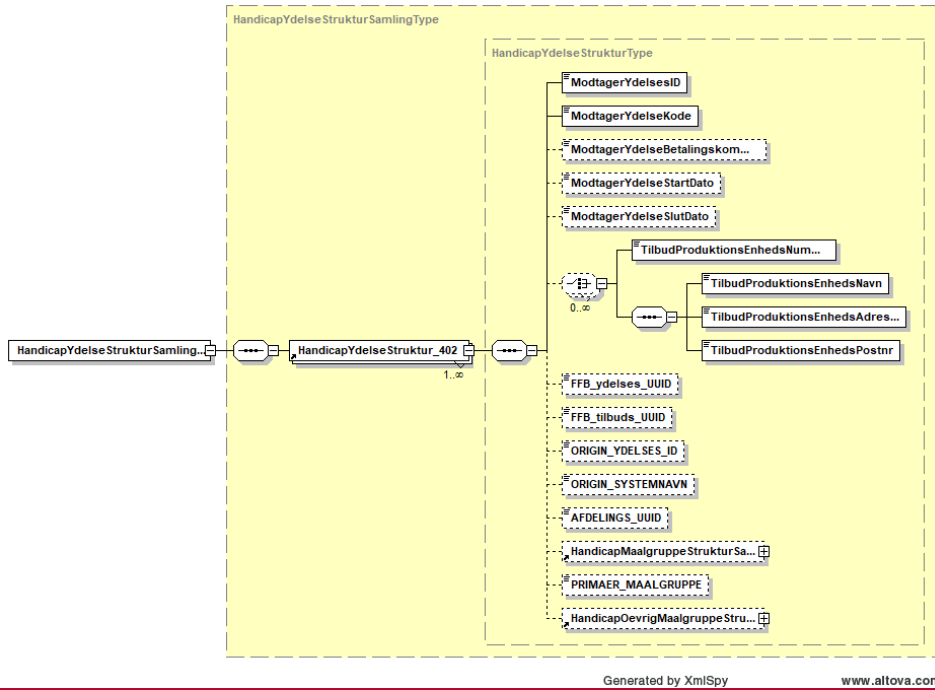 HandicapYdelseStrukturSamlingType
HandicapYdelseStrukturType
ModtagerYdelsesID
ModtagerYdelseKode
ModtagerYdelseBetalingskom...
ModtagerYdelseStartDato
ModtagerYdelseSlutDato
TilbudProduktionsEnhedsNum...
0..∞
TilbudProduktionsEnhedsNavn
TilbudProduktionsEnhedsAdres...
TilbudProduktionsEnhedsPostnr
HandicapYdelseStrukturSamling...
HandicapYdelseStruktur_402
1..∞
FFB_ydelses_UUID
FFB_tilbuds_UUID
ORIGIN_YDELSES_ID
ORIGIN_SYSTEMNAVN
AFDELINGS_UUID
HandicapMaalgruppeStrukturSa...
PRIMAER_MAALGRUPPE
HandicapOevrigMaalgruppeStru...
Generated by XmlSpy
www.altova.com